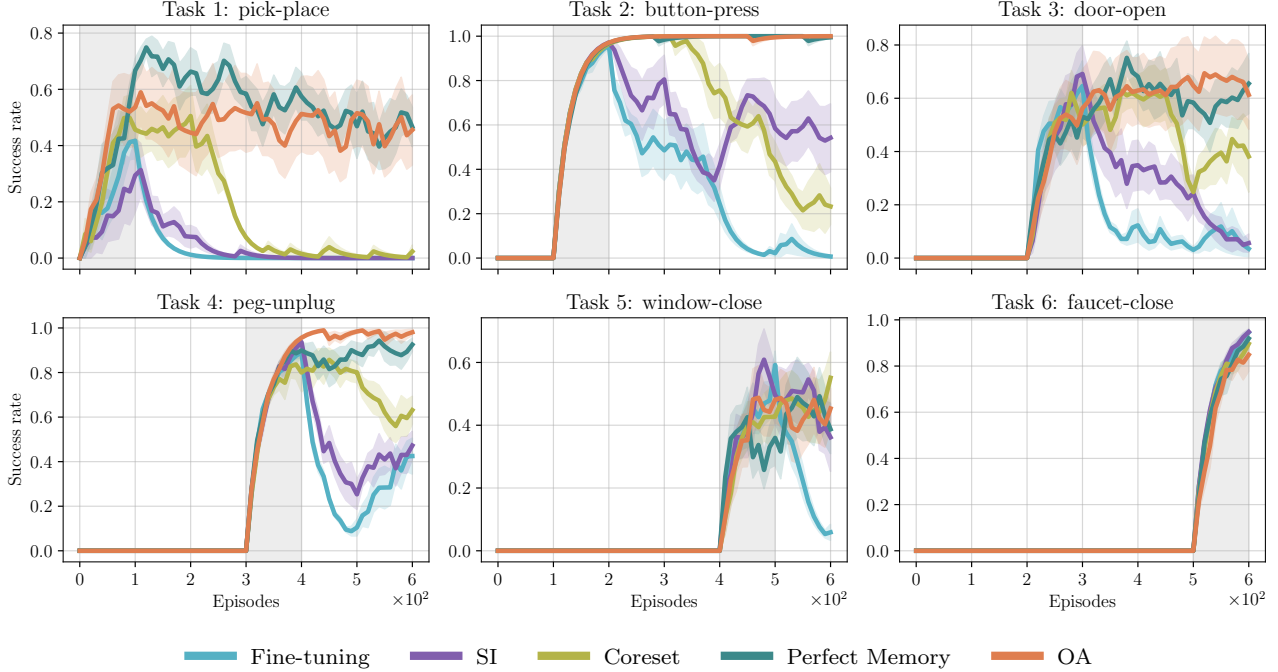 Task 1: pick-place
Task 2: button-press
Task 3: door-open
Success rate
0.8
0.6
0.4
0.2
0.0
1.0
0.8
0.6
0.4
0.2
0.0
0.8
0.6
0.4
0.2
0.0
Task 4: peg-unplug
Task 5: window-close
Task 6: faucet-close
Success rate
1.0
0.8
0.6
0.4
0.2
0.0
0.6
0.4
0.2
0.0
1.0
0.8
0.6
0.4
0.2
0.0
0 1 2 3 4 5 6
0 1 2 3 4 5 6
0 1 2 3 4 5 6
Episodes ×10²
Episodes ×10²
Episodes ×10²
Fine-tuning SI Coreset Perfect Memory OA